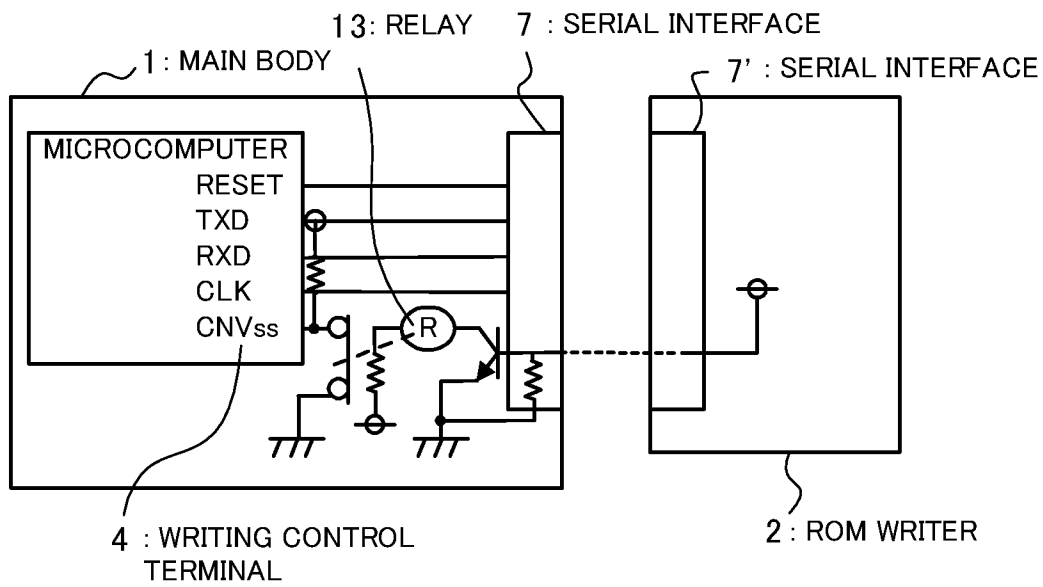 13: RELAY
7 : SERIAL INTERFACE
1: MAIN BODY
7' : SERIAL INTERFACE
MICROCOMPUTER
RESET
TXD
RXD
CLK
CNVss
R
4 : WRITING CONTROL
TERMINAL
2: ROM WRITER